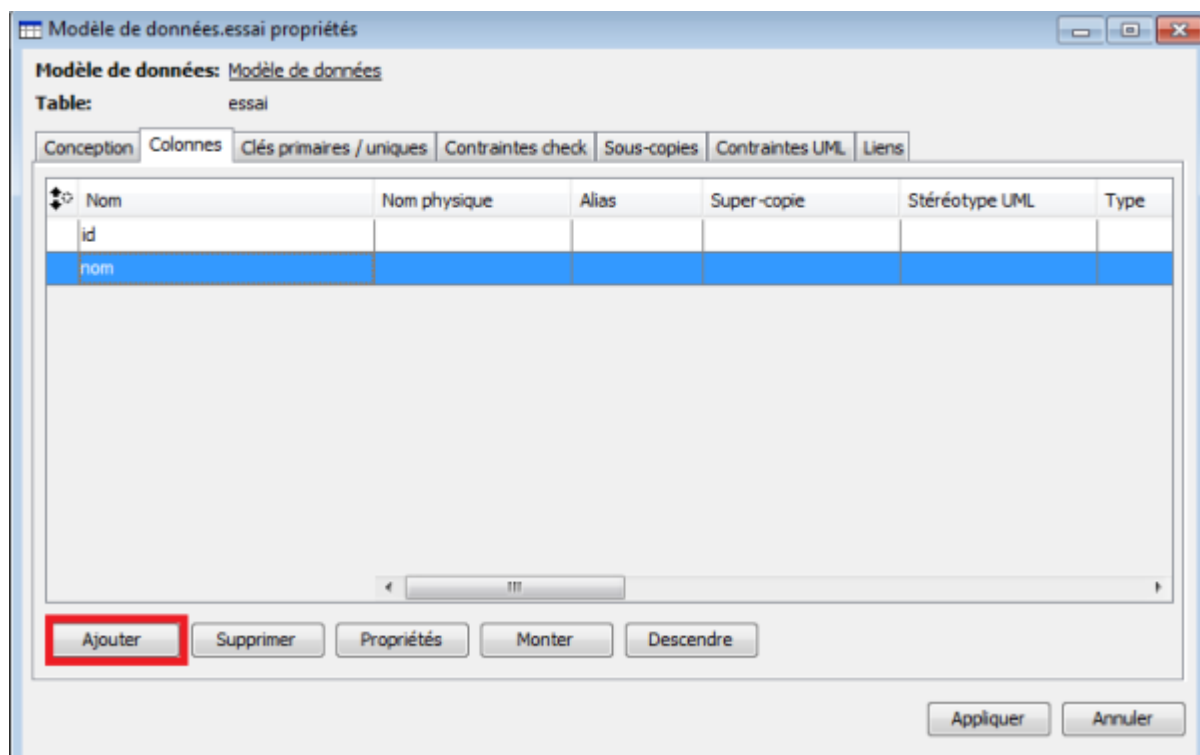 Modèle de données.essai propriétés
Modèle de données: Modèle de données
Table: essai
Conception Colonnes Clés primaires / uniques Contraintes check Sous-copies Contraintes UML Liens
Nom Nom physique Alias Super-copie Stéréotype UML Type
id
nom
Ajouter Supprimer Propriétés Monter Descendre
Appliquer Annuler